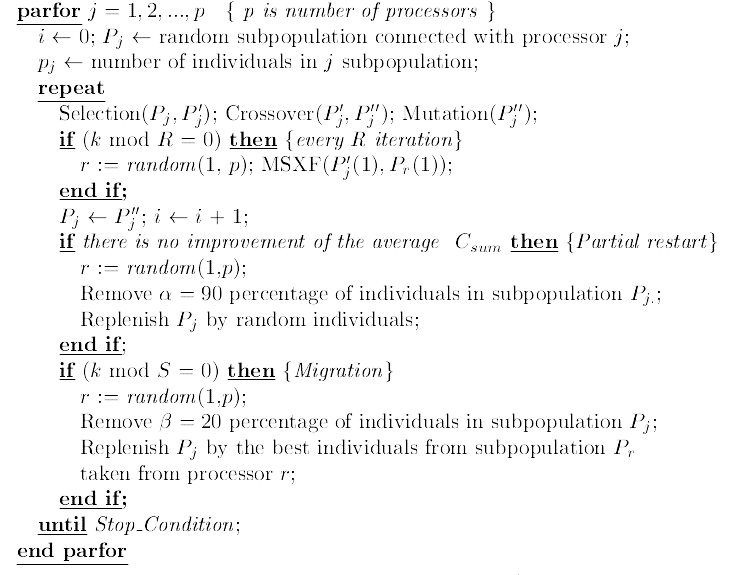 parfor j = 1, 2, ..., p { p is number of processors }
i ← 0; P_j ← random subpopulation connected with processor j;
p_j ← number of individuals in j subpopulation;
repeat
Selection(P_j, P′_j); Crossover(P′_j, P″_j); Mutation(P″_j);
if (k mod R = 0) then {every R iteration}
r := random(1, p); MSXF(P′_j(1), P_r(1));
end if;
P_j ← P″_j; i ← i + 1;
if there is no improvement of the average C_sum then {Partial restart}
r := random(1,p);
Remove α = 90 percentage of individuals in subpopulation P_j.;
Replenish P_j by random individuals;
end if;
if (k mod S = 0) then {Migration}
r := random(1,p);
Remove β = 20 percentage of individuals in subpopulation P_j;
Replenish P_j by the best individuals from subpopulation P_r
taken from processor r;
end if;
until Stop_Condition;
end parfor